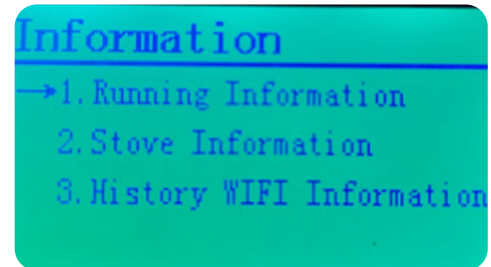 Information
→1.Running Information
2.Stove Information
3.History WIFI Information